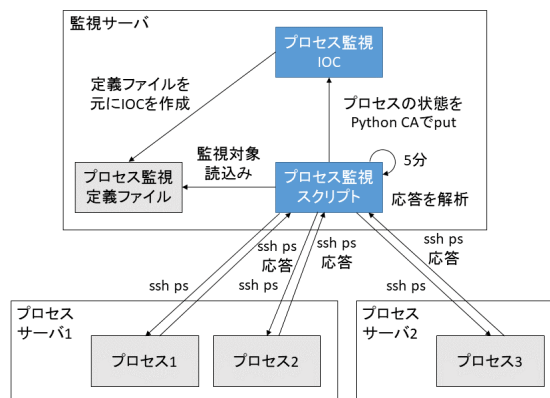 監視サーバ
プロセス監視
IOC
定義ファイルを
元にIOCを作成
プロセスの状態を
Python CAでput
監視対象
読込み
5分
プロセス監視
定義ファイル
プロセス監視
スクリプト
応答を解析
ssh ps
ssh ps
応答
ssh ps
ssh ps
応答
ssh ps
ssh ps
応答
プロセス
サーバ1
プロセス1
プロセス2
プロセス
サーバ2
プロセス3